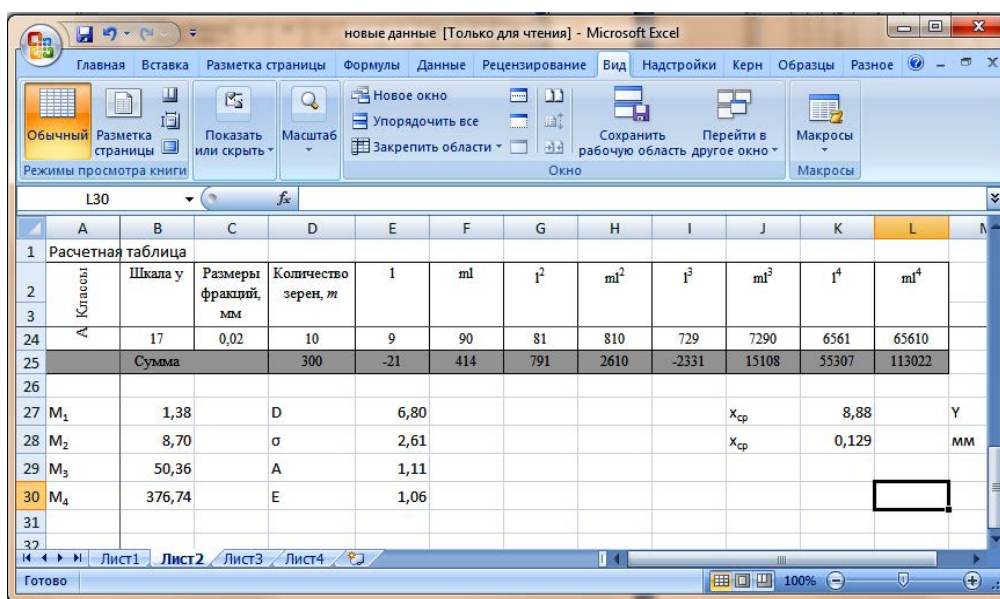 новые данные [Только для чтения] - Microsoft Excel
Главная Вставка Разметка страницы Формулы Данные Рецензирование Вид Надстройки Керн Образцы Разное
Обычный Разметка страницы Показать или скрыть Масштаб Новое окно Упорядочить все Закрепить области Сохранить рабочую область Перейти в другое окно Макросы
Режимы просмотра книги Окно Макросы
L30 fx
A B C D E F G H I J K L
1 Расчетная таблица
2 А Классы Шкала у Размеры фракций, мм Количество зерен, m l ml l² ml² l³ ml³ l⁴ ml⁴
3
24 17 0,02 10 9 90 81 810 729 7290 6561 65610
25 Сумма 300 -21 414 791 2610 -2331 15108 55307 113022
26
27 M₁ 1,38 D 6,80 xср 8,88 Y
28 M₂ 8,70 σ 2,61 xср 0,129 мм
29 M₃ 50,36 A 1,11
30 M₄ 376,74 E 1,06
31
32
Лист1 Лист2 Лист3 Лист4
Готово 100%